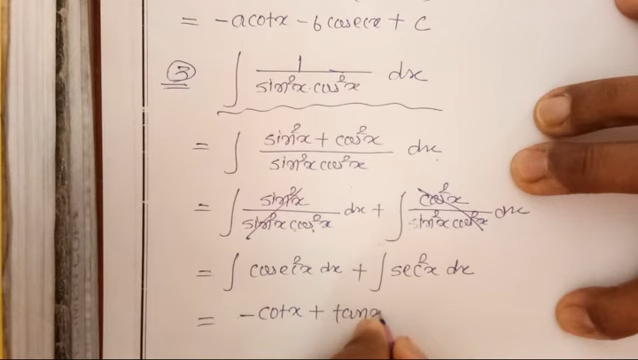 = -acotx - b cosecx + C
③ ∫ 1/(sin²x·cos²x) dx
= ∫ (sin²x + cos²x)/(sin²x cos²x) dx
= ∫ sin²x/(sin²x cos²x) dx + ∫ cos²x/(sin²x cos²x) dx
= ∫ cosec²x dx + ∫ sec²x dx
= -cotx + tanx